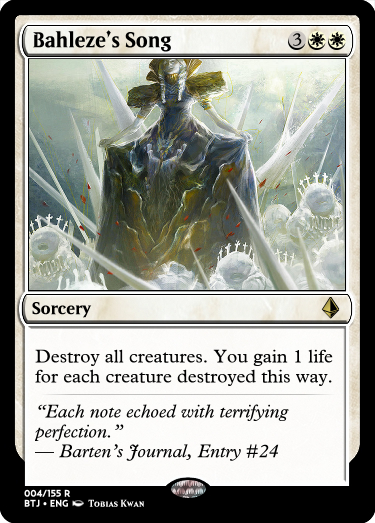 Bahleze's Song 3
Sorcery
Destroy all creatures. You gain 1 life
for each creature destroyed this way.
“Each note echoed with terrifying
perfection.”
— Barten's Journal, Entry #24
004/155 R
BTJ • ENG Tobias Kwan